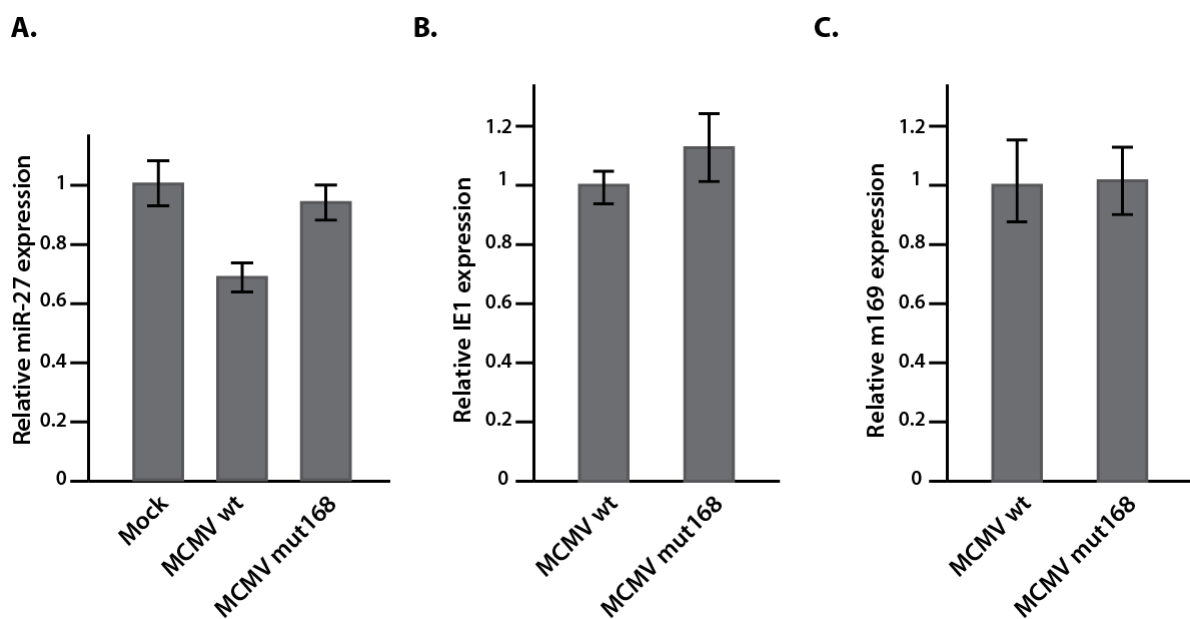 A.
Relative miR-27 expression
1
0.8
0.6
0.4
0.2
0
Mock
MCMV wt
MCMV mut168
B.
Relative IE1 expression
1.2
1
0.8
0.6
0.4
0.2
0
MCMV wt
MCMV mut168
C.
Relative m169 expression
1.2
1
0.8
0.6
0.4
0.2
0
MCMV wt
MCMV mut168